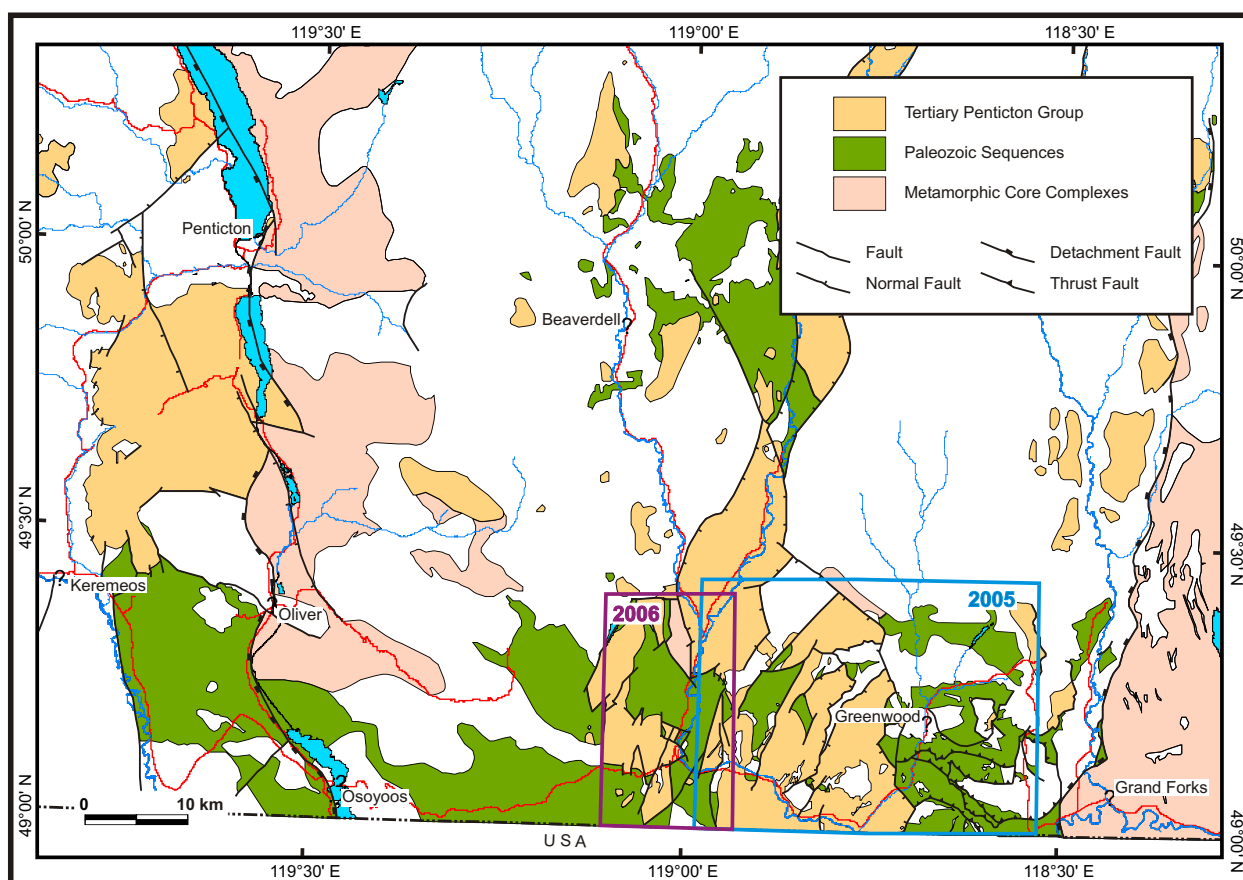 119°30' E
119°00' E
118°30' E
Tertiary Penticton Group
Paleozoic Sequences
Metamorphic Core Complexes
Fault
Detachment Fault
Normal Fault
Thrust Fault
Penticton
50°00' N
50°00' N
Beaverdell
?
49°30' N
49°30' N
?
Keremeos
Oliver
2006
2005
Greenwood
?
?
Osoyoos
?
Grand Forks
49°00' N
0 10 km
49°00' N
USA
119°30' E
119°00' E
118°30' E